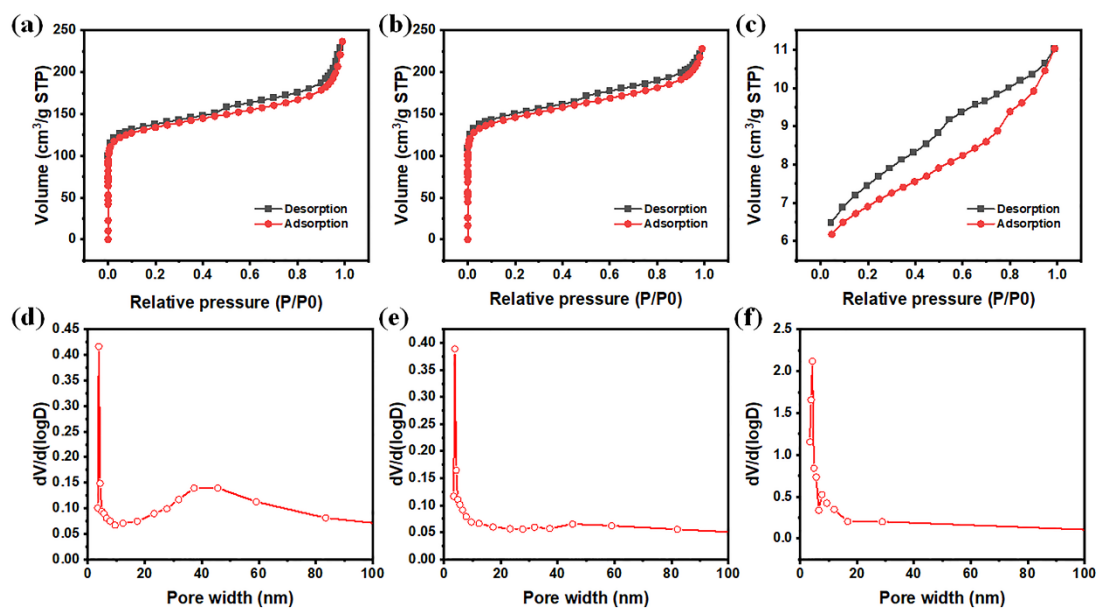 (a)
250
200
150
100
50
0
Volume (cm³/g STP)
Desorption
Adsorption
0.0 0.2 0.4 0.6 0.8 1.0
Relative pressure (P/P0)
(b)
250
200
150
100
50
0
Volume (cm³/g STP)
Desorption
Adsorption
0.0 0.2 0.4 0.6 0.8 1.0
Relative pressure (P/P0)
(c)
11
10
9
8
7
6
Volume (cm³/g STP)
Desorption
Adsorption
0.0 0.2 0.4 0.6 0.8 1.0
Relative pressure (P/P0)
(d)
0.45
0.40
0.35
0.30
0.25
0.20
0.15
0.10
0.05
0.00
dV/d(logD)
0 20 40 60 80 100
Pore width (nm)
(e)
0.40
0.35
0.30
0.25
0.20
0.15
0.10
0.05
0.00
dV/d(logD)
0 20 40 60 80 100
Pore width (nm)
(f)
2.5
2.0
1.5
1.0
0.5
0.0
dV/d(logD)
0 20 40 60 80 100
Pore width (nm)